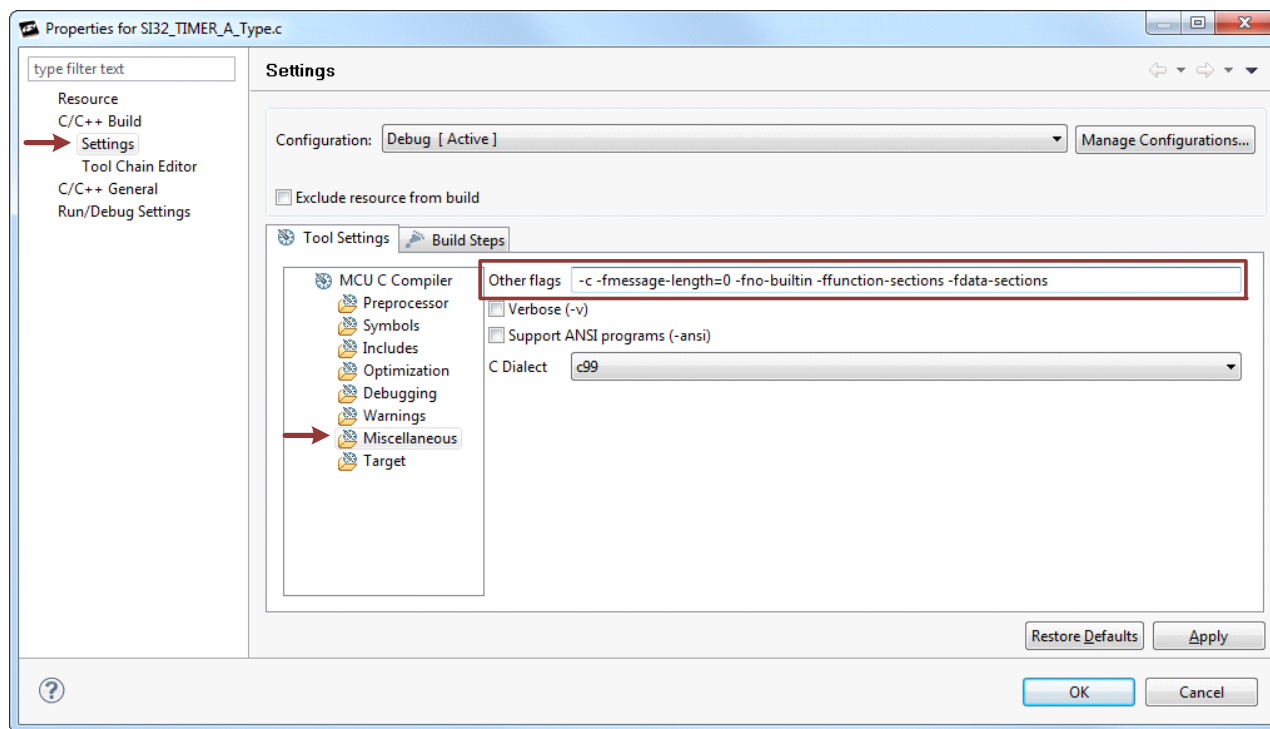 Properties for SI32_TIMER_A_Type.c
type filter text
Resource
C/C++ Build
Settings
Tool Chain Editor
C/C++ General
Run/Debug Settings
Settings
Configuration: Debug [ Active ] Manage Configurations...
Exclude resource from build
Tool Settings Build Steps
MCU C Compiler
Preprocessor
Symbols
Includes
Optimization
Debugging
Warnings
Miscellaneous
Target
Other flags -c -fmessage-length=0 -fno-builtin -ffunction-sections -fdata-sections
Verbose (-v)
Support ANSI programs (-ansi)
C Dialect c99
Restore Defaults Apply
? OK Cancel